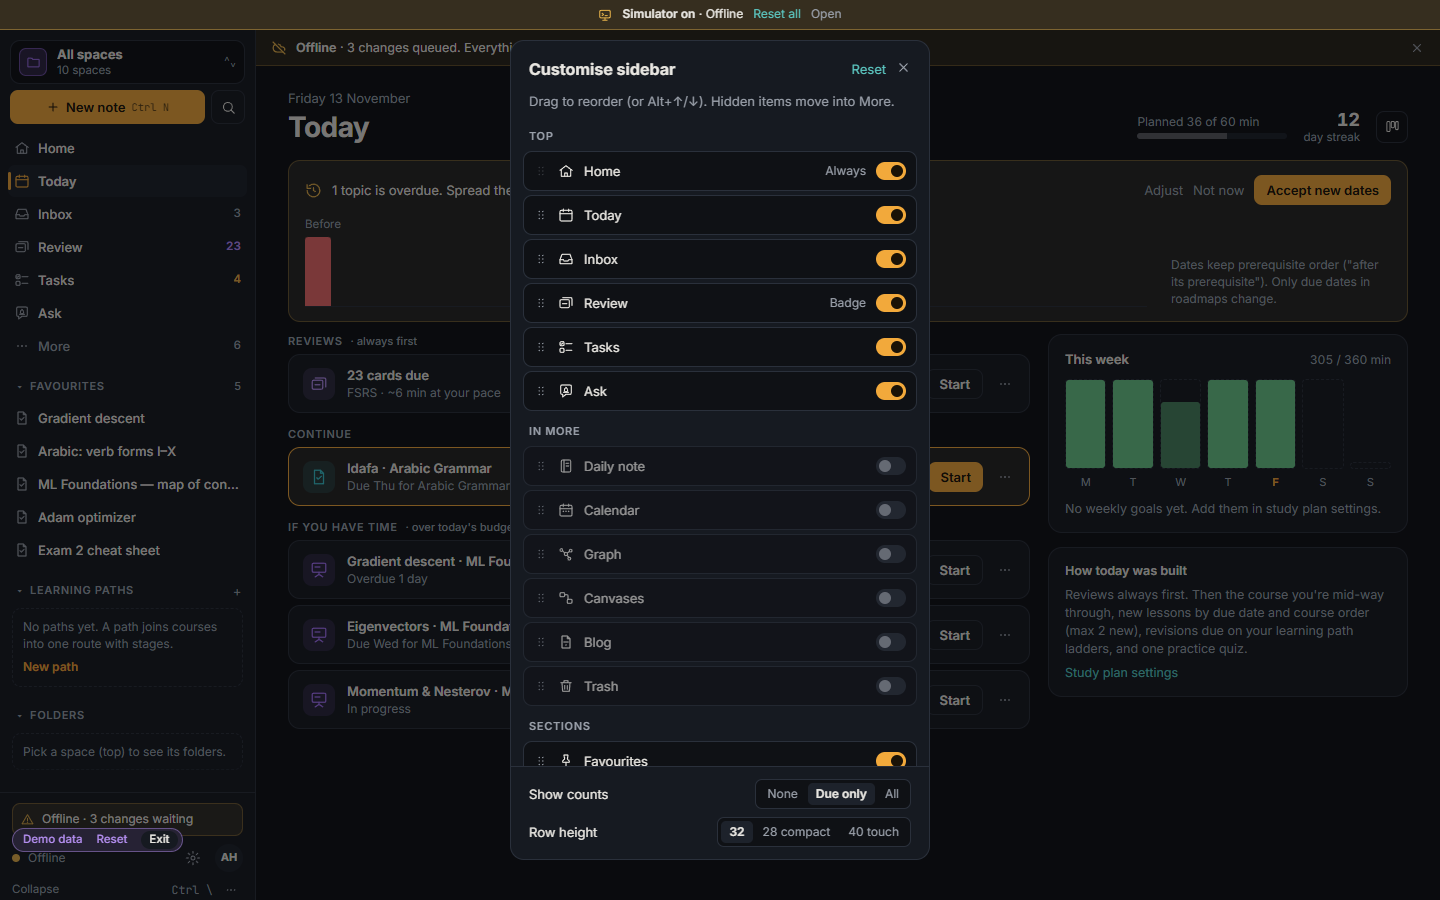 Simulator on · Offline Reset all Open
All spaces
10 spaces
New note Ctrl N
Home
Today
Inbox 3
Review 23
Tasks 4
Ask
More 6
FAVOURITES 5
Gradient descent
Arabic: verb forms I–X
ML Foundations — map of con...
Adam optimizer
Exam 2 cheat sheet
LEARNING PATHS +
No paths yet. A path joins courses
into one route with stages.
New path
FOLDERS
Pick a space (top) to see its folders.
Offline · 3 changes waiting
Demo data Reset Exit
Offline AH
Collapse Ctrl \
Offline · 3 changes queued.
Friday 13 November
Today
Planned 36 of 60 min
12
day streak
1 topic is overdue. Spread the
Adjust Not now Accept new dates
Before
Dates keep prerequisite order ("after
its prerequisite"). Only due dates in
roadmaps change.
REVIEWS · always first
23 cards due
FSRS · ~6 min at your pace
Start
CONTINUE
Idafa · Arabic Grammar
Due Thu for Arabic Grammar
Start
IF YOU HAVE TIME · over today's
Gradient descent · ML
Overdue 1 day
Start
Eigenvectors · ML
Due Wed for ML Foundations
Start
Momentum & Nesterov ·
In progress
Start
This week 305 / 360 min
M T W T F S S
No weekly goals yet. Add them in study plan settings.
How today was built
Reviews always first. Then the course you're mid-way
through, new lessons by due date and course order
(max 2 new), revisions due on your learning path
ladders, and one practice quiz.
Study plan settings
Customise sidebar Reset
Drag to reorder (or Alt+↑/↓). Hidden items move into More.
TOP
Home Always
Today
Inbox
Review Badge
Tasks
Ask
IN MORE
Daily note
Calendar
Graph
Canvases
Blog
Trash
SECTIONS
Favourites
Show counts None Due only All
Row height 32 28 compact 40 touch